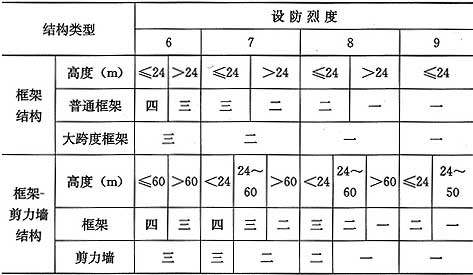 结构类型 设防烈度
6 7 8 9
框架结构 高度（m） ≤24 >24 ≤24 >24 ≤24 >24 ≤24
普通框架 四 三 三 二 二 一 一
大跨度框架 三 二 一 一
框架-剪力墙结构 高度（m） ≤60 >60 <24 24～60 >60 <24 24～60 >60 ≤24 24～50
框架 四 三 四 三 二 三 二 一 二 一
剪力墙 三 三 二 二 一 一